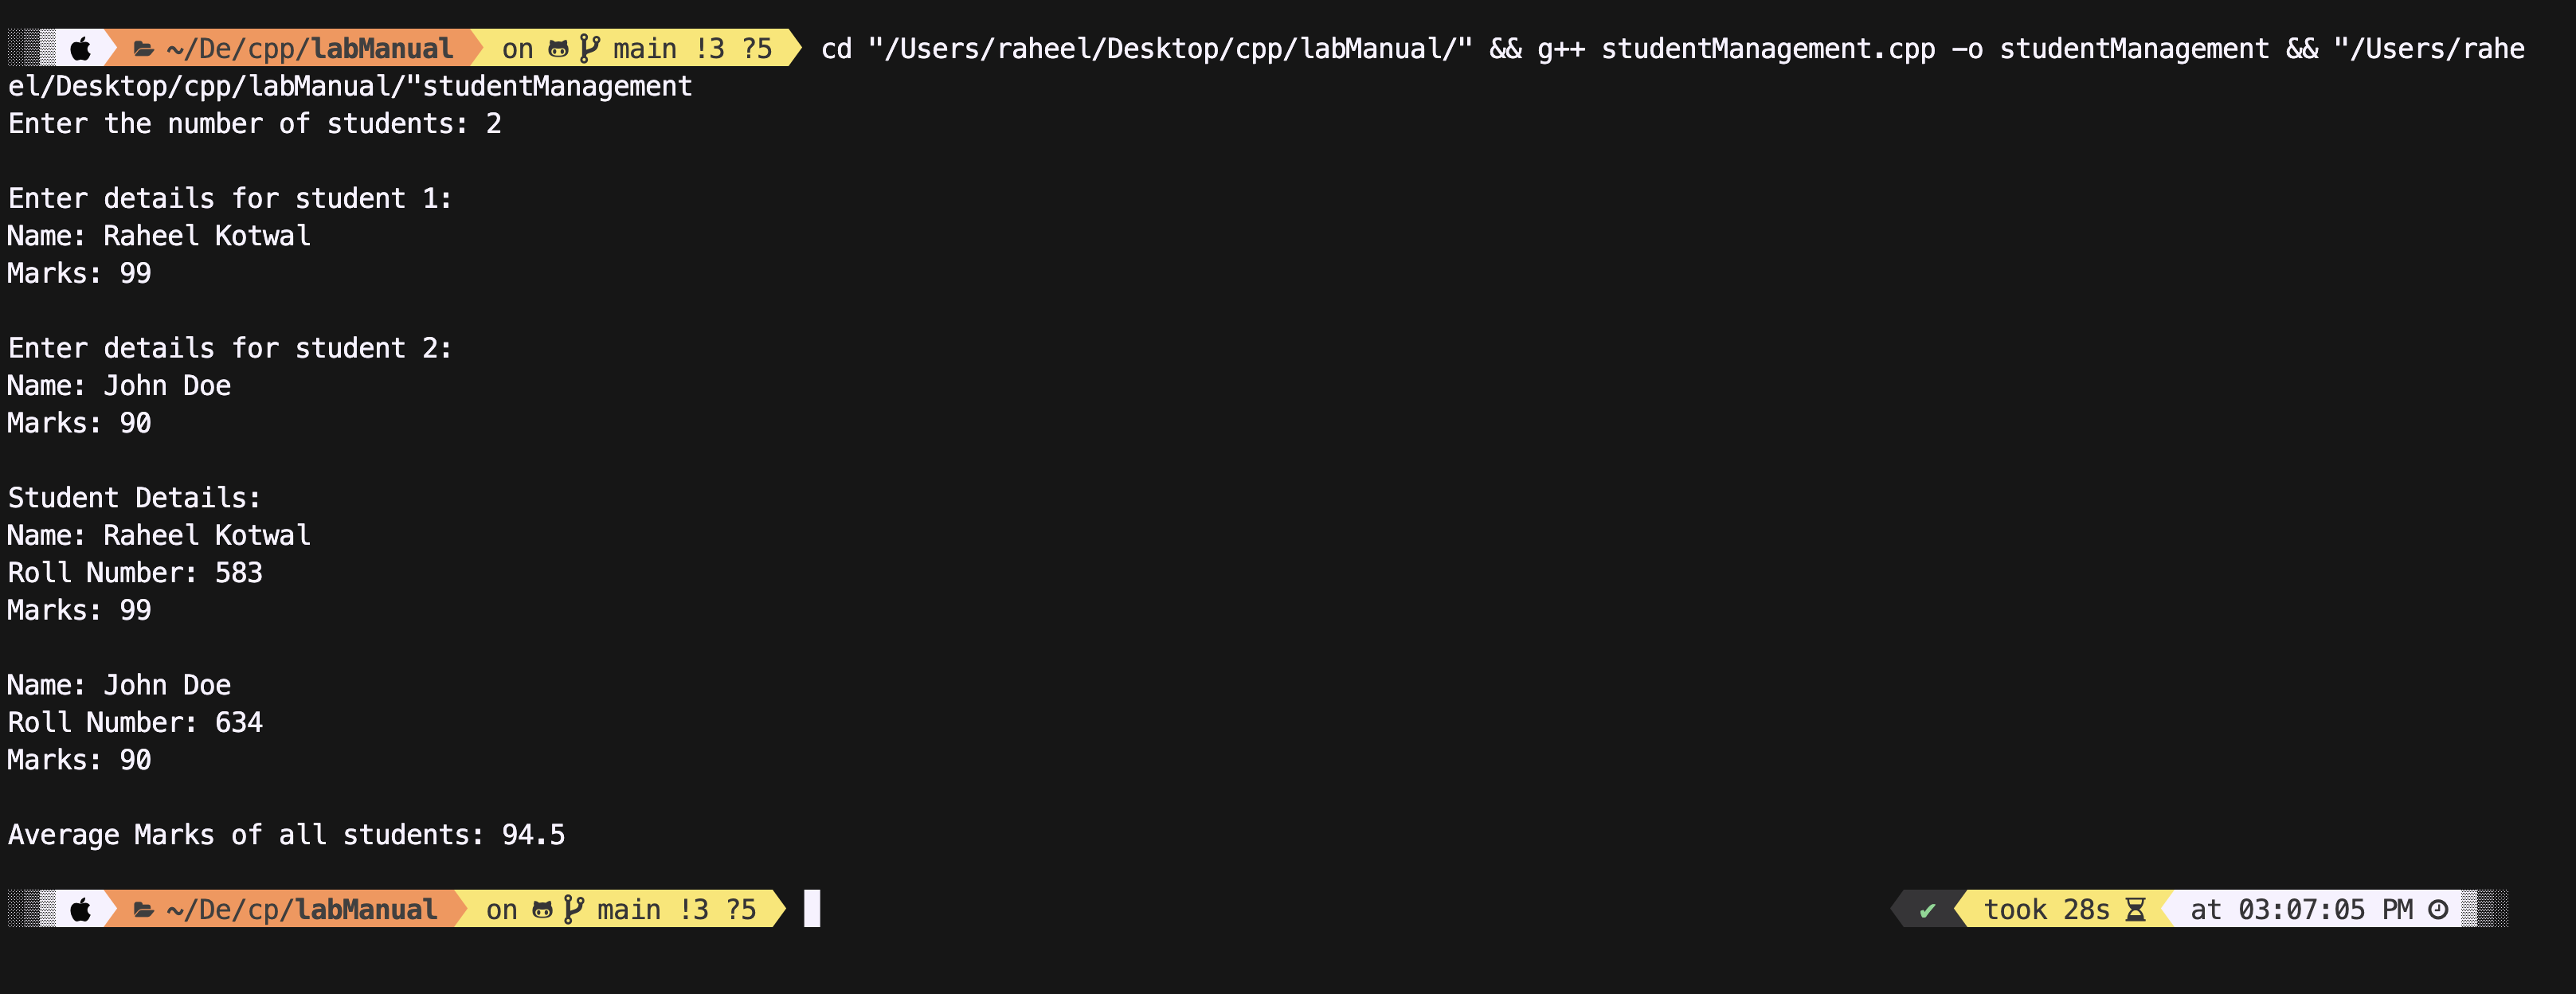 ~/De/cpp/labManual on main !3 ?5 cd "/Users/raheel/Desktop/cpp/labManual/" && g++ studentManagement.cpp -o studentManagement && "/Users/rahe
el/Desktop/cpp/labManual/"studentManagement
Enter the number of students: 2
Enter details for student 1:
Name: Raheel Kotwal
Marks: 99
Enter details for student 2:
Name: John Doe
Marks: 90
Student Details:
Name: Raheel Kotwal
Roll Number: 583
Marks: 99
Name: John Doe
Roll Number: 634
Marks: 90
Average Marks of all students: 94.5
~/De/cp/labManual on main !3 ?5 ✔ took 28s at 03:07:05 PM